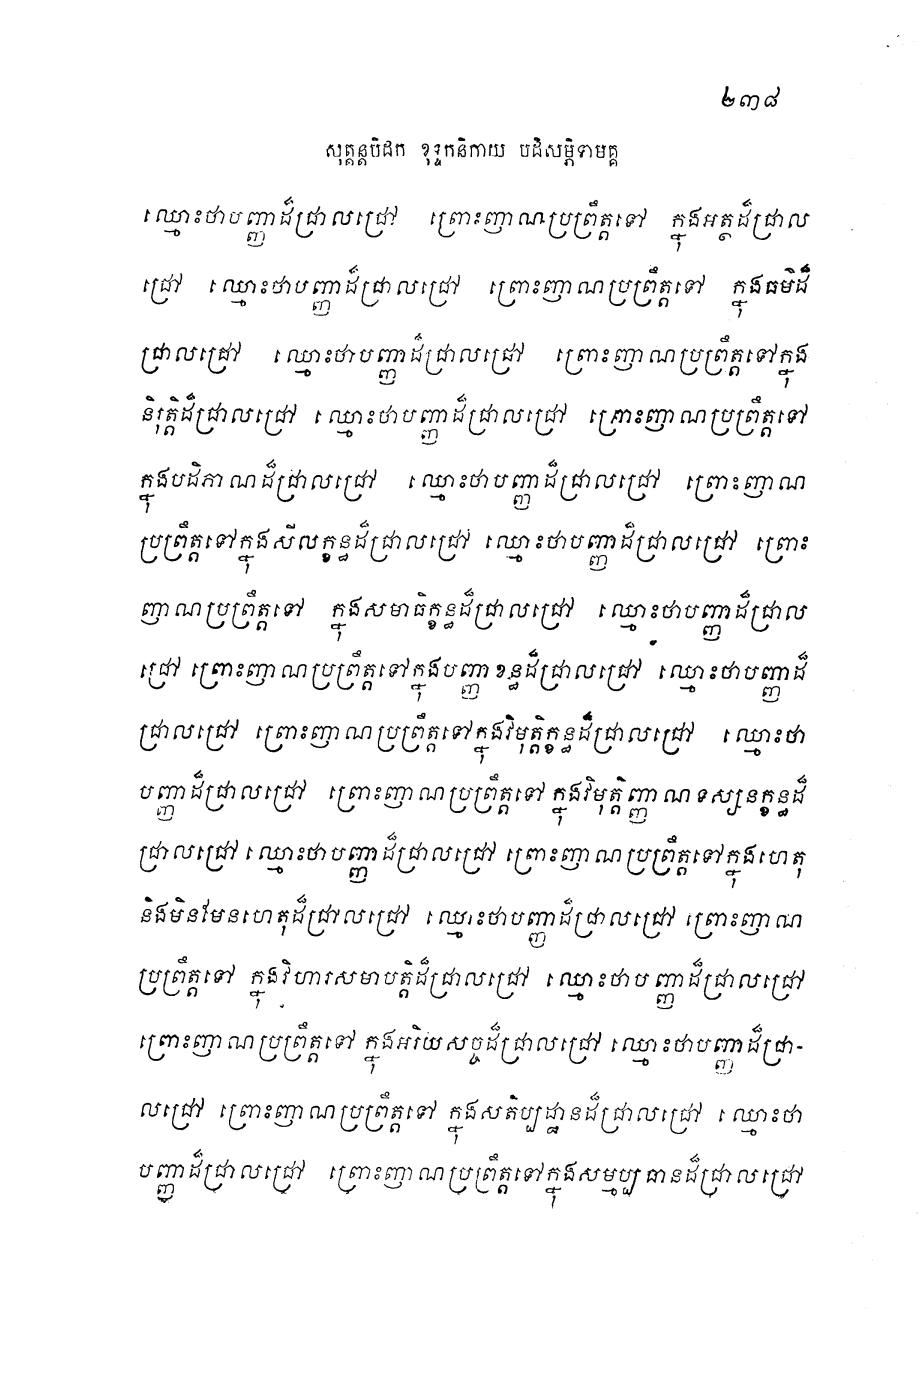 ២៣៨
សុត្តន្តបិដក ខុទ្ទកនិកាយ បដិសម្ភិទាមគ្គ
ឈ្មោះថាបញ្ញាដ៏ជ្រាលជ្រៅ ព្រោះញាណប្រព្រឹត្តទៅ ក្នុងអត្ថដ៏ជ្រាល
ជ្រៅ ឈ្មោះថាបញ្ញាដ៏ជ្រាលជ្រៅ ព្រោះញាណប្រព្រឹត្តទៅ ក្នុងធម៌ដ៏
ជ្រាលជ្រៅ ឈ្មោះថាបញ្ញាដ៏ជ្រាលជ្រៅ ព្រោះញាណប្រព្រឹត្តទៅក្នុង
និរុត្តិដ៏ជ្រាលជ្រៅ ឈ្មោះថាបញ្ញាដ៏ជ្រាលជ្រៅ ព្រោះញាណប្រព្រឹត្តទៅ
ក្នុងបដិភាណដ៏ជ្រាលជ្រៅ ឈ្មោះថាបញ្ញាដ៏ជ្រាលជ្រៅ ព្រោះញាណ
ប្រព្រឹត្តទៅក្នុងសីលក្ខន្ធដ៏ជ្រាលជ្រៅ ឈ្មោះថាបញ្ញាដ៏ជ្រាលជ្រៅ ព្រោះ
ញាណប្រព្រឹត្តទៅ ក្នុងសមាធិក្ខន្ធដ៏ជ្រាលជ្រៅ ឈ្មោះថាបញ្ញាដ៏ជ្រាល
ជ្រៅ ព្រោះញាណប្រព្រឹត្តទៅក្នុងបញ្ញាខន្ធដ៏ជ្រាលជ្រៅ ឈ្មោះថាបញ្ញាដ៏
ជ្រាលជ្រៅ ព្រោះញាណប្រព្រឹត្តទៅក្នុងវិមុត្តិក្ខន្ធដ៏ជ្រាលជ្រៅ ឈ្មោះថា
បញ្ញាដ៏ជ្រាលជ្រៅ ព្រោះញាណប្រព្រឹត្តទៅ ក្នុងវិមុត្តិញ្ញាណទស្សនក្ខន្ធដ៏
ជ្រាលជ្រៅ ឈ្មោះថាបញ្ញាដ៏ជ្រាលជ្រៅ ព្រោះញាណប្រព្រឹត្តទៅក្នុងហេតុ
និងមិនមែនហេតុដ៏ជ្រាលជ្រៅ ឈ្មោះថាបញ្ញាដ៏ជ្រាលជ្រៅ ព្រោះញាណ
ប្រព្រឹត្តទៅ ក្នុងវិហារសមាបត្តិដ៏ជ្រាលជ្រៅ ឈ្មោះថាបញ្ញាដ៏ជ្រាលជ្រៅ
ព្រោះញាណប្រព្រឹត្តទៅ ក្នុងអរិយសច្ចដ៏ជ្រាលជ្រៅ ឈ្មោះថាបញ្ញាដ៏ជ្រា-
លជ្រៅ ព្រោះញាណប្រព្រឹត្តទៅ ក្នុងសតិប្បដ្ឋានដ៏ជ្រាលជ្រៅ ឈ្មោះថា
បញ្ញាដ៏ជ្រាលជ្រៅ ព្រោះញាណប្រព្រឹត្តទៅក្នុងសម្មប្បធានដ៏ជ្រាលជ្រៅ